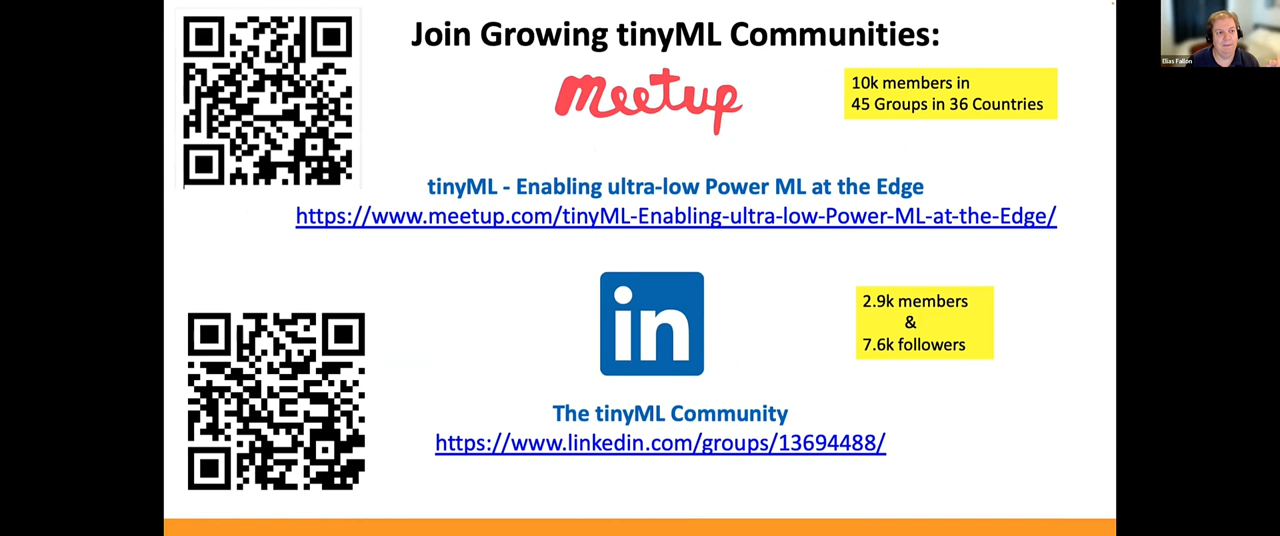 Join Growing tinyML Communities:
meetup
10k members in
45 Groups in 36 Countries
tinyML - Enabling ultra-low Power ML at the Edge
https://www.meetup.com/tinyML-Enabling-ultra-low-Power-ML-at-the-Edge/
in
2.9k members
&
7.6k followers
The tinyML Community
https://www.linkedin.com/groups/13694488/
Elias Fallon